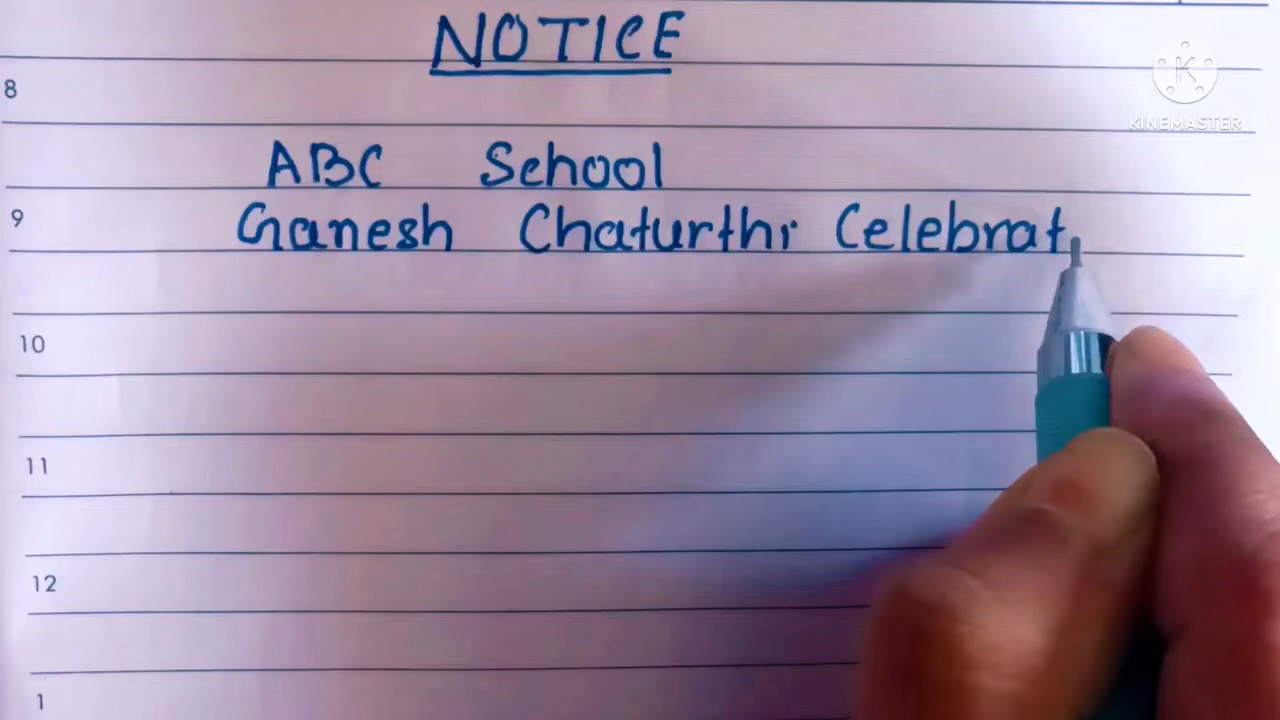 NOTICE
K
KINEMASTER
8
ABC School
9
Ganesh Chaturthi Celebrat
10
11
12
1